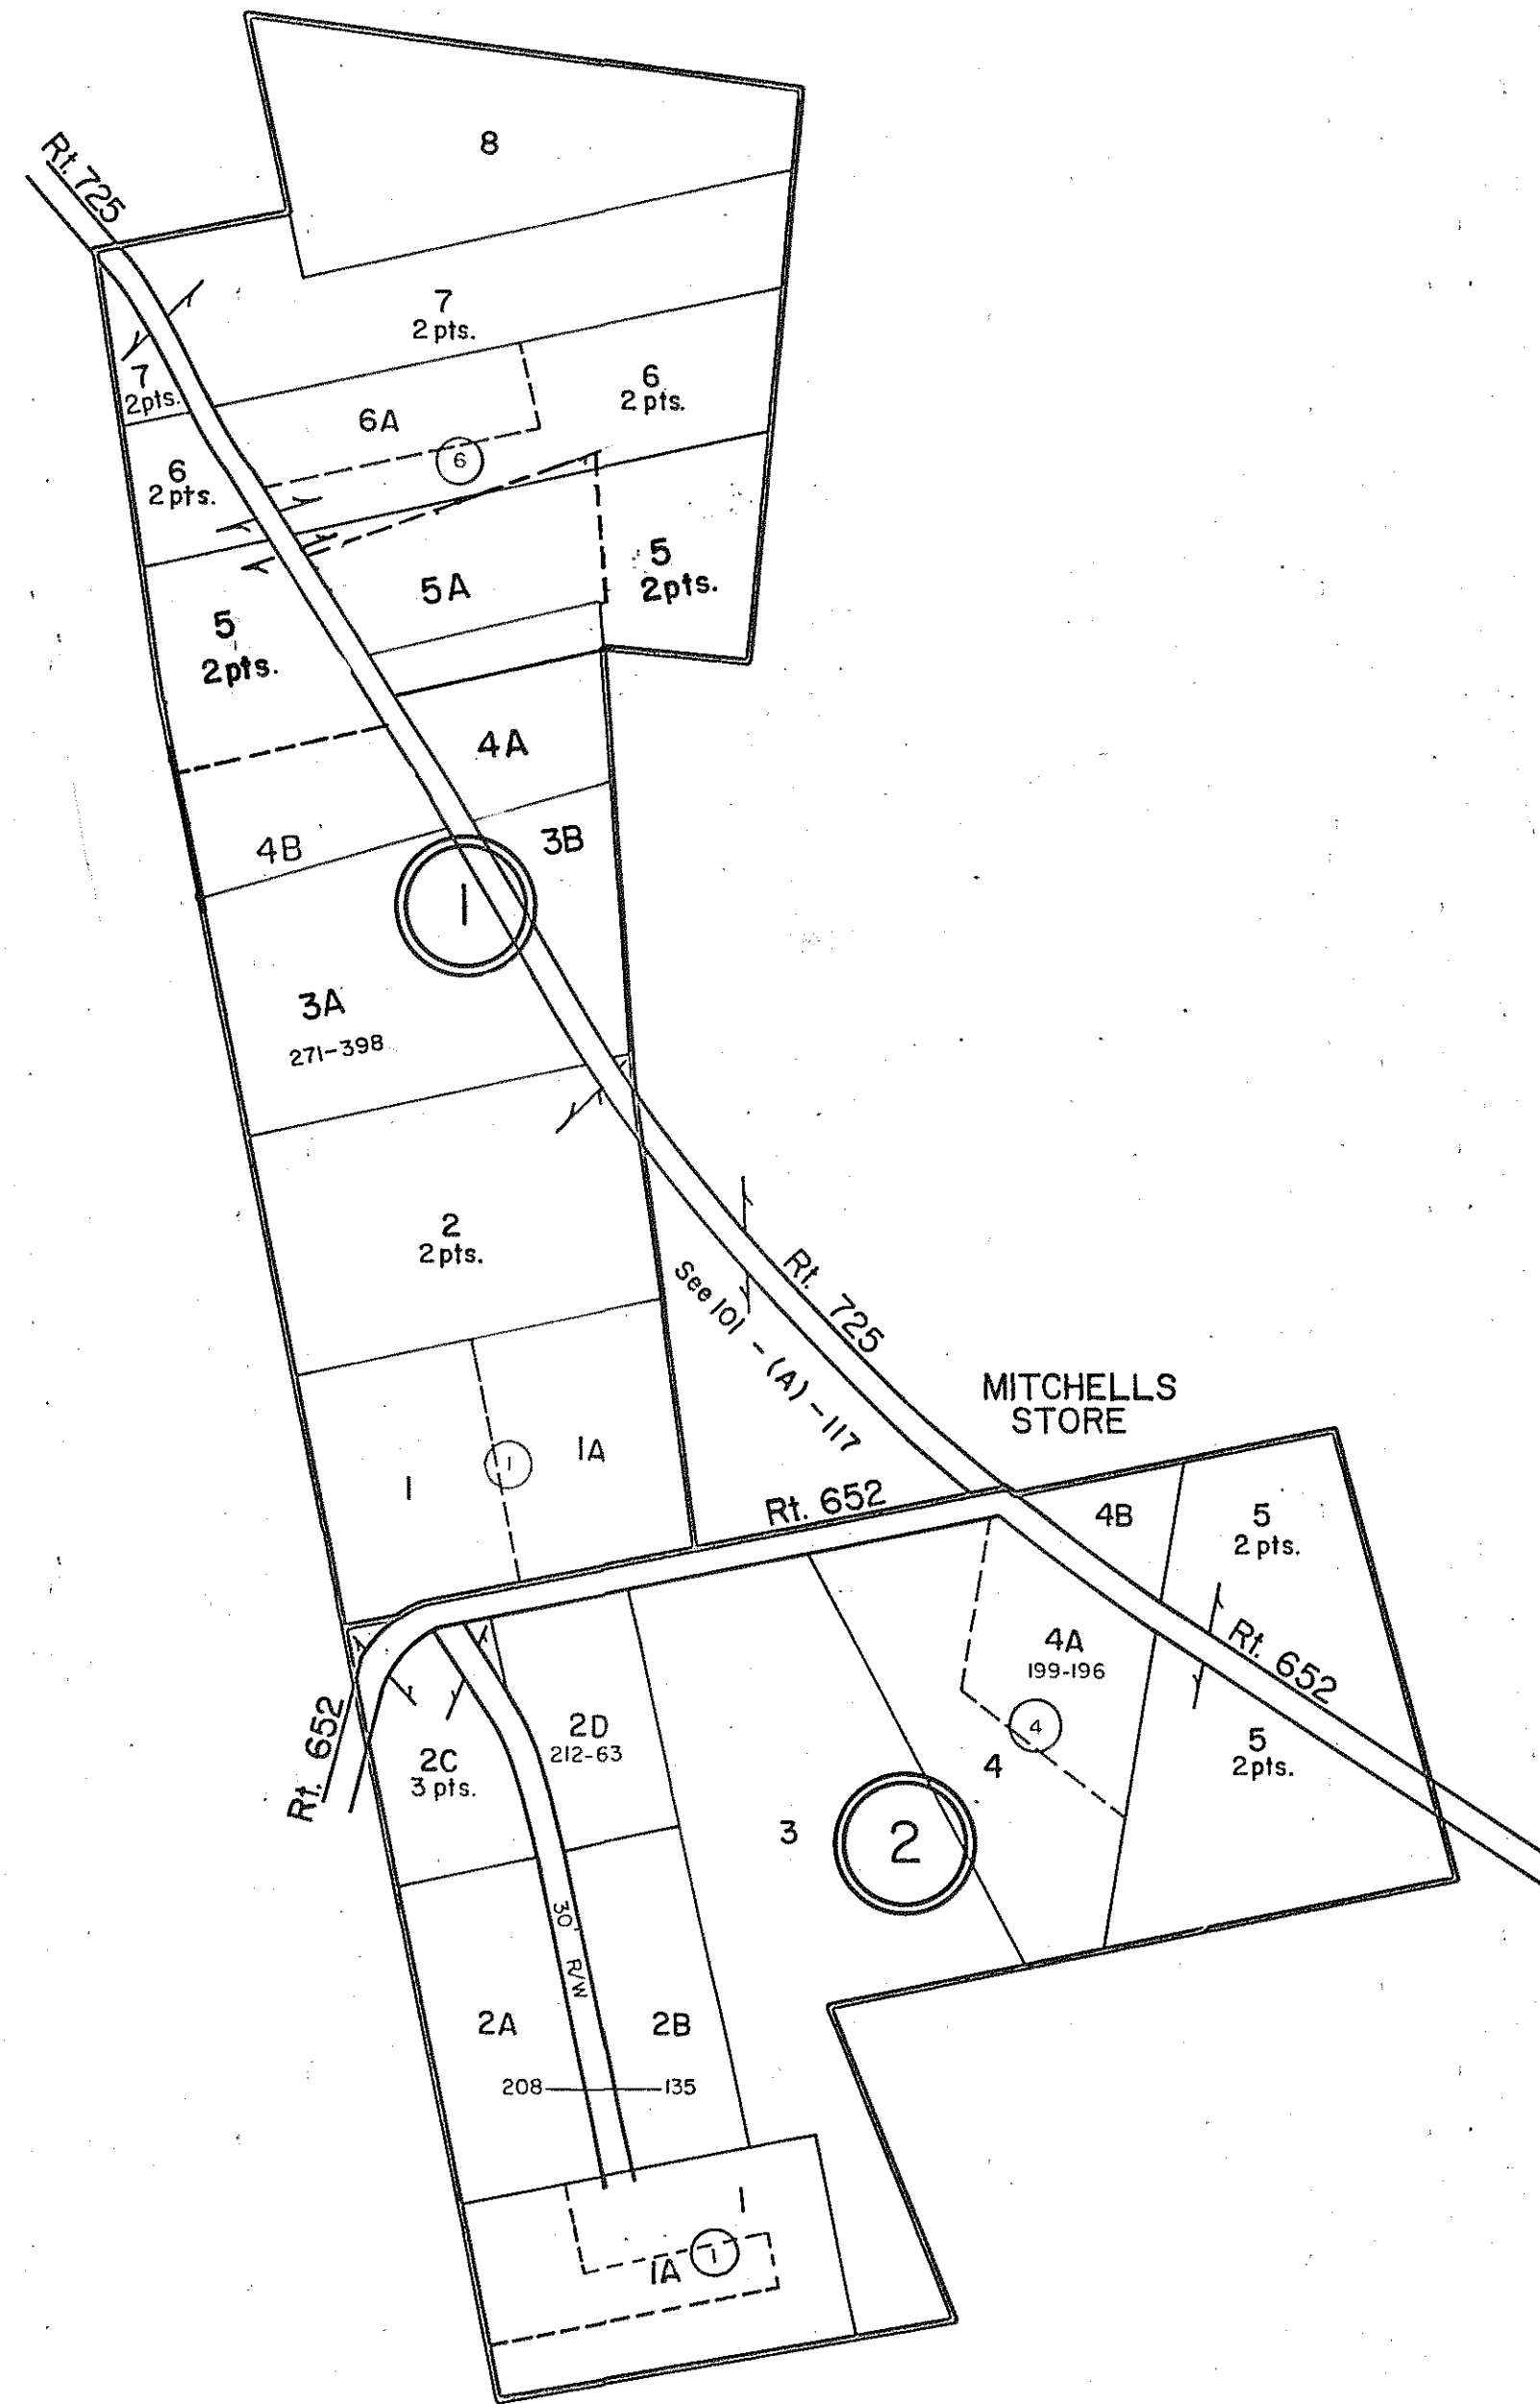 8
Rt. 725
7
2 pts.
7
2pts.
6
2 pts.
6A
6
6
2 pts.
5
2pts.
5A
5
2pts.
4A
4B
3B
1
3A
271-398
2
2pts.
Rt. 725
See 101 - (A) - 117
MITCHELLS
STORE
1
1
1A
Rt. 652
4B
5
2 pts.
4A
199-196
Rt. 652
4
4
5
2pts.
Rt. 652
2C
3 pts.
2D
212-63
3
2
30' R/W
2A
2B
208
135
1
1A
1